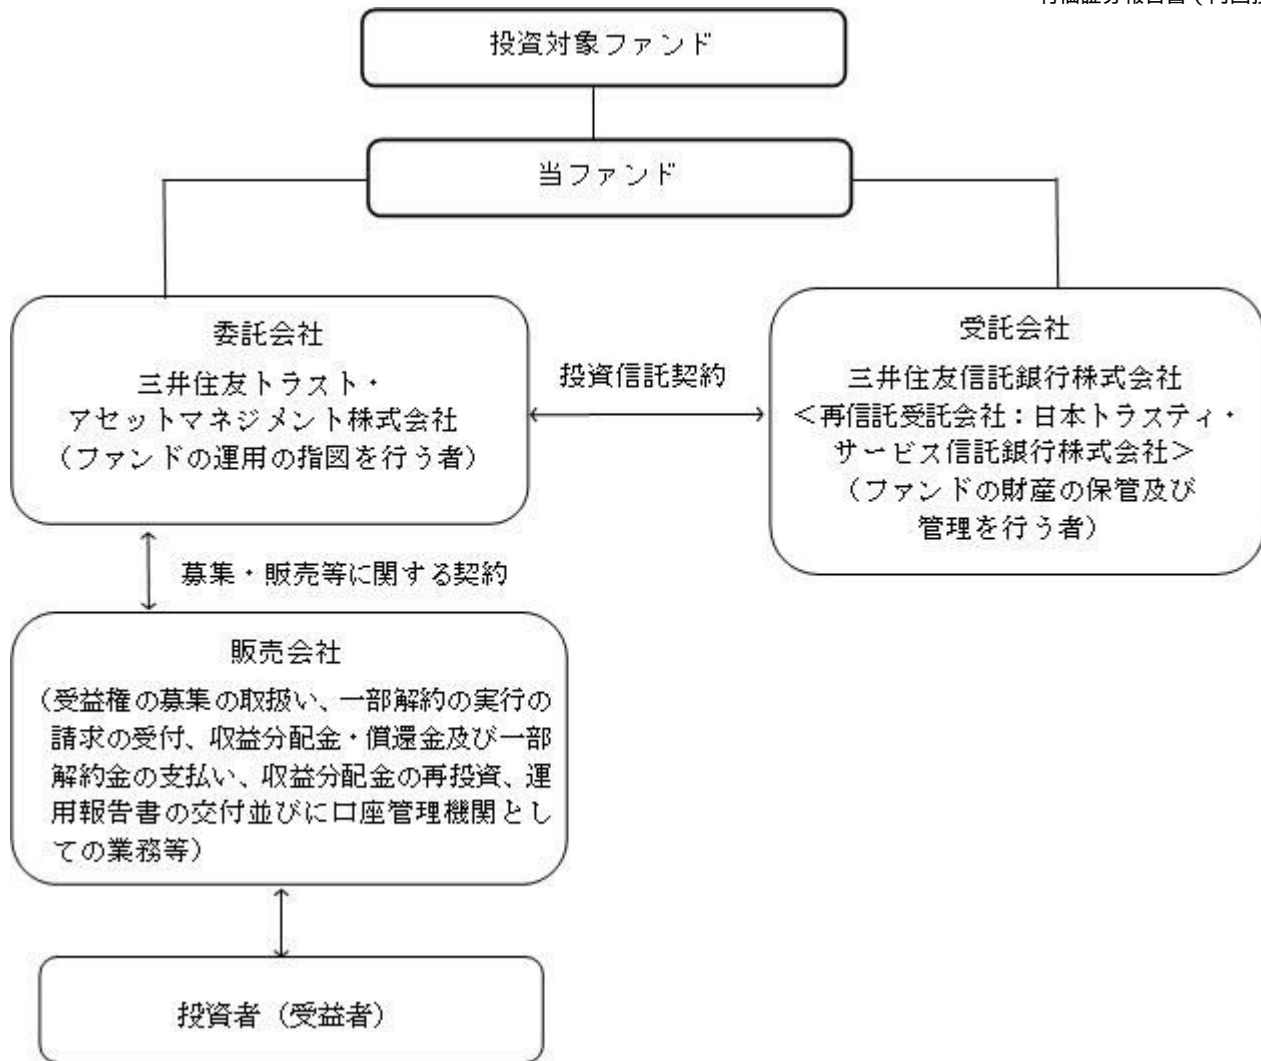 投資対象ファンド
当ファンド
委託会社
三井住友トラスト・
アセットマネジメント株式会社
（ファンドの運用の指図を行う者）
投資信託契約
受託会社
三井住友信託銀行株式会社
＜再信託受託会社：日本トラスティ・
サービス信託銀行株式会社＞
（ファンドの財産の保管及び
管理を行う者）
募集・販売等に関する契約
販売会社
（受益権の募集の取扱い、一部解約の実行の
請求の受付、収益分配金・償還金及び一部
解約金の支払い、収益分配金の再投資、運
用報告書の交付並びに口座管理機関とし
ての業務等）
投資者（受益者）